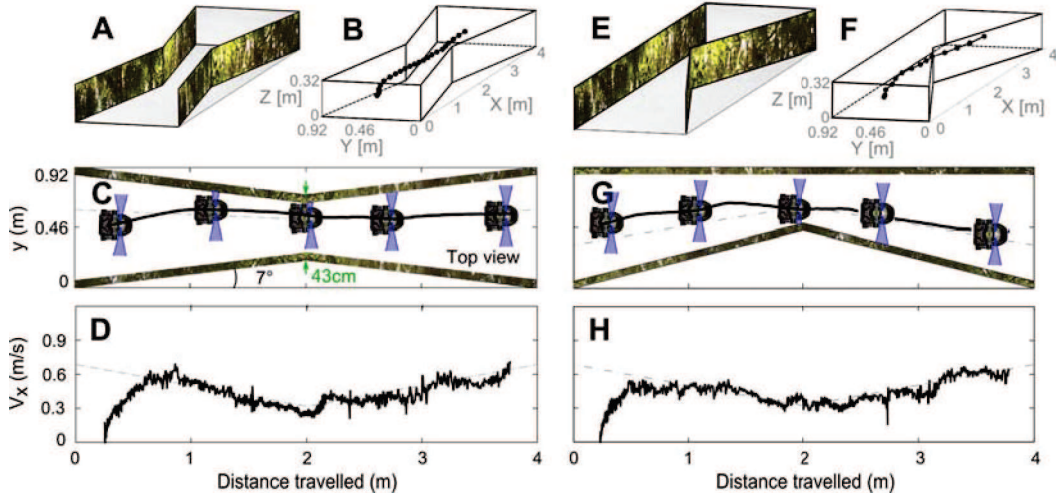 A
B
0.32
Z [m]
0
0.92
0.46
Y [m]
0
0
1
2
X [m]
3
4
E
F
0.32
Z [m]
0
0.92
0.46
Y [m]
0
0
1
2
X [m]
3
4
C
0.92
0.46
0
y (m)
7°
43cm
Top view
G
D
0.9
0.6
0.3
0
Vx (m/s)
0
1
2
3
4
Distance travelled (m)
H
0
1
2
3
4
Distance travelled (m)